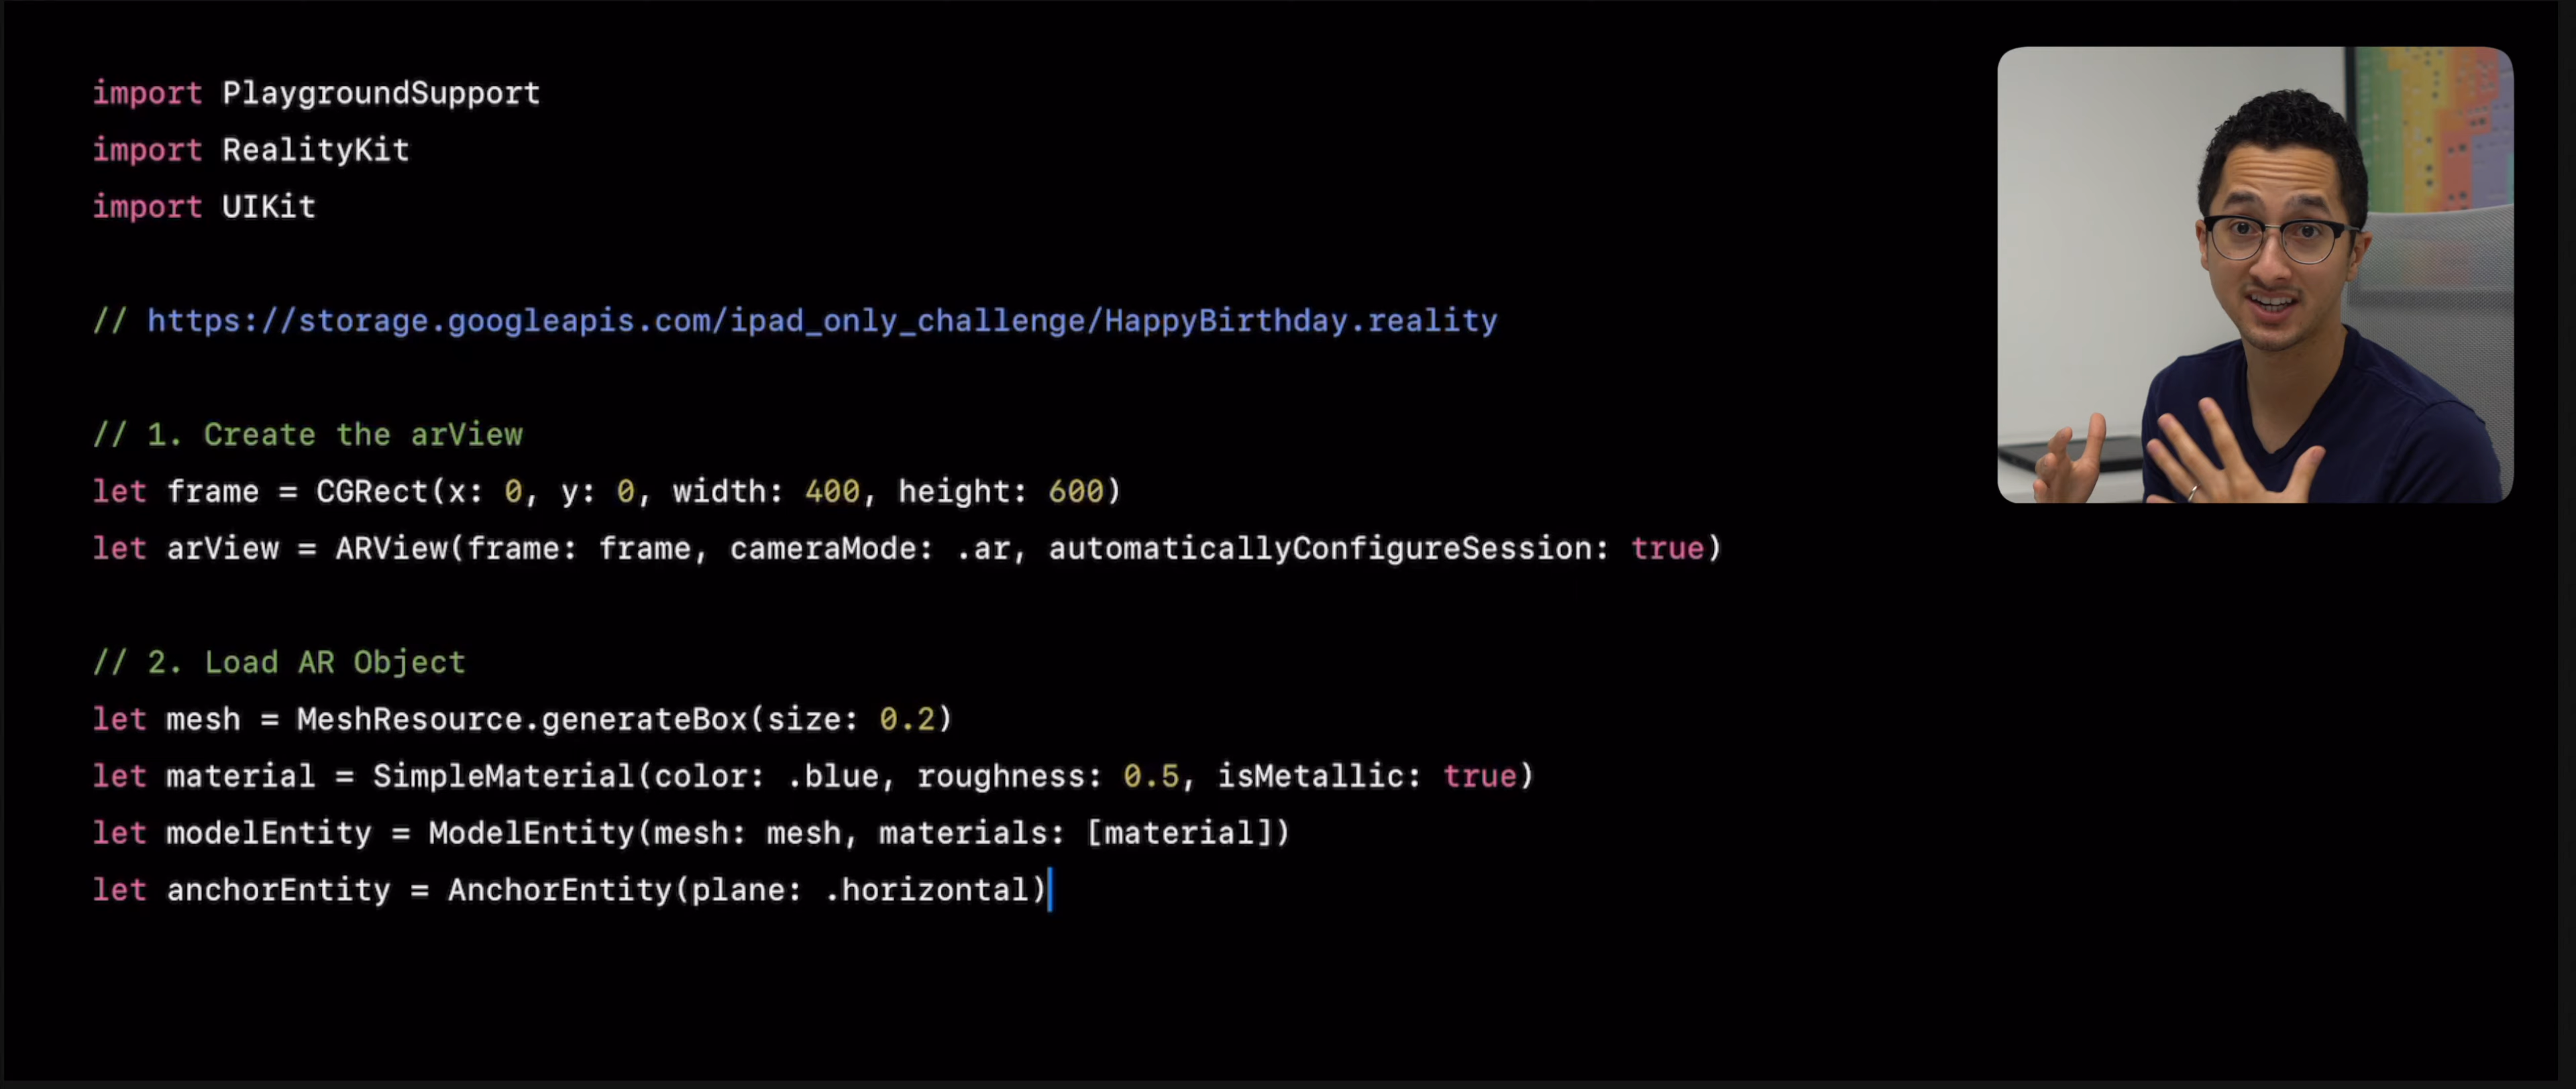 import PlaygroundSupport
import RealityKit
import UIKit
// https://storage.googleapis.com/ipad_only_challenge/HappyBirthday.reality
// 1. Create the arView
let frame = CGRect(x: 0, y: 0, width: 400, height: 600)
let arView = ARView(frame: frame, cameraMode: .ar, automaticallyConfigureSession: true)
// 2. Load AR Object
let mesh = MeshResource.generateBox(size: 0.2)
let material = SimpleMaterial(color: .blue, roughness: 0.5, isMetallic: true)
let modelEntity = ModelEntity(mesh: mesh, materials: [material])
let anchorEntity = AnchorEntity(plane: .horizontal)